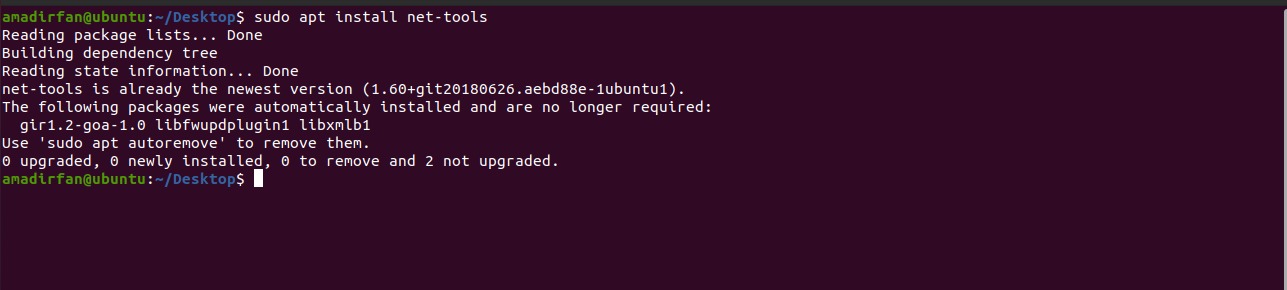 amadirfan@ubuntu:~/Desktop$ sudo apt install net-tools
Reading package lists... Done
Building dependency tree
Reading state information... Done
net-tools is already the newest version (1.60+git20180626.aebd88e-1ubuntu1).
The following packages were automatically installed and are no longer required:
  gir1.2-goa-1.0 libfwupdplugin1 libxmlb1
Use 'sudo apt autoremove' to remove them.
0 upgraded, 0 newly installed, 0 to remove and 2 not upgraded.
amadirfan@ubuntu:~/Desktop$